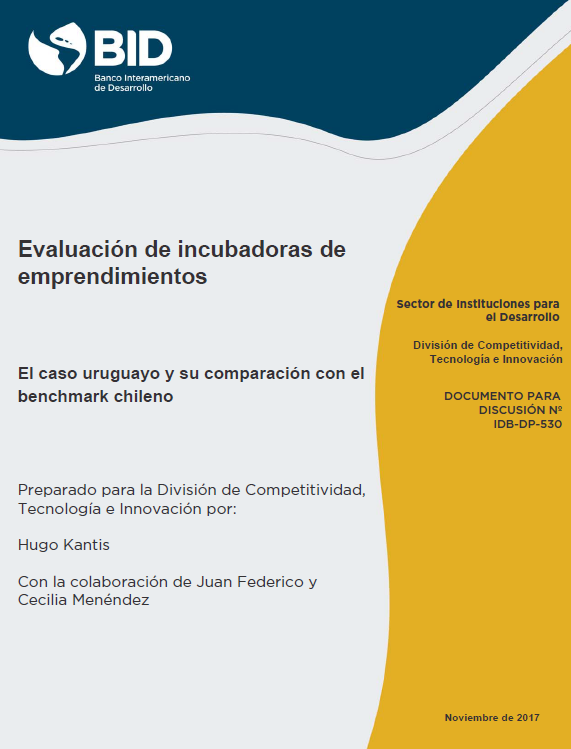 BID
Banco Interamericano
de Desarrollo
Evaluación de incubadoras de
emprendimientos
Sector de Instituciones para
el Desarrollo
División de Competitividad,
Tecnología e Innovación
El caso uruguayo y su comparación con el
benchmark chileno
DOCUMENTO PARA
DISCUSIÓN Nº
IDB-DP-530
Preparado para la División de Competitividad,
Tecnología e Innovación por:
Hugo Kantis
Con la colaboración de Juan Federico y
Cecilia Menéndez
Noviembre de 2017